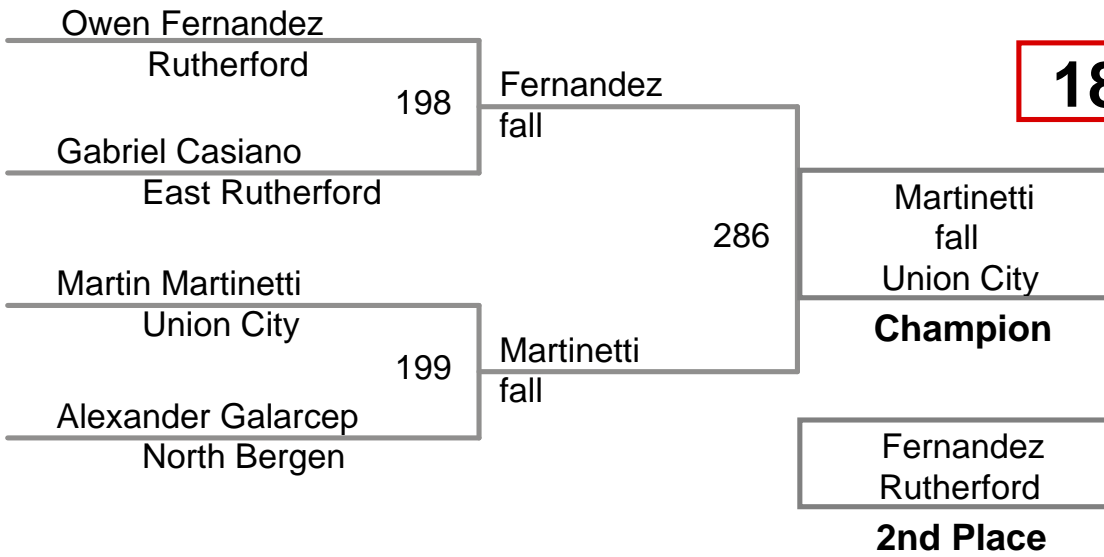 Owen Fernandez
Rutherford
198
Gabriel Casiano
East Rutherford
Fernandez
fall
18
286
Martin Martinetti
Union City
199
Alexander Galarcep
North Bergen
Martinetti
fall
Martinetti
fall
Union City
Champion
Fernandez
Rutherford
2nd Place